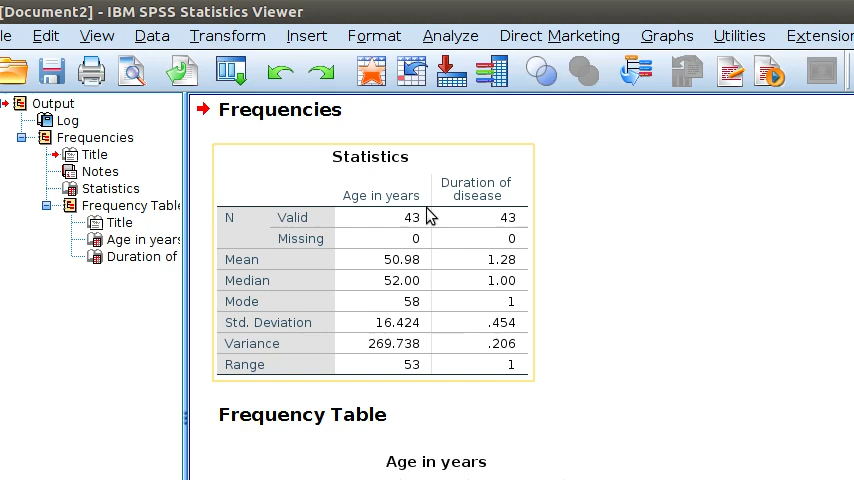 [Document2] - IBM SPSS Statistics Viewer
le Edit View Data Transform Insert Format Analyze Direct Marketing Graphs Utilities Extension
Output
Log
Frequencies
Title
Notes
Statistics
Frequency Table
Title
Age in years
Duration of
Frequencies
Statistics
Age in years Duration of disease
N Valid 43 43
Missing 0 0
Mean 50.98 1.28
Median 52.00 1.00
Mode 58 1
Std. Deviation 16.424 .454
Variance 269.738 .206
Range 53 1
Frequency Table
Age in years